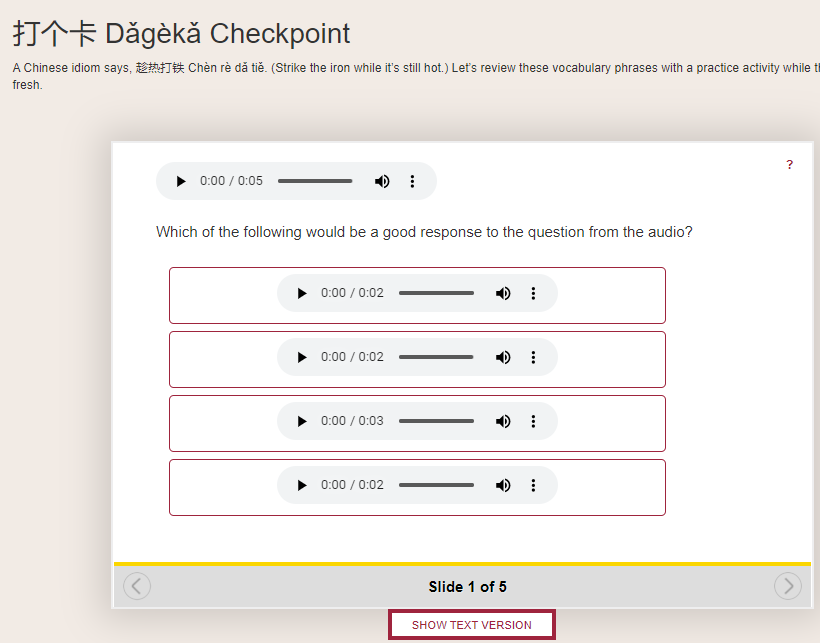 打个卡 Dǎgèkǎ Checkpoint
A Chinese idiom says, 趁热打铁 Chèn rè dǎ tiě. (Strike the iron while it's still hot.) Let's review these vocabulary phrases with a practice activity while
fresh.
?
0:00 / 0:05
Which of the following would be a good response to the question from the audio?
0:00 / 0:02
0:00 / 0:02
0:00 / 0:03
0:00 / 0:02
Slide 1 of 5
SHOW TEXT VERSION